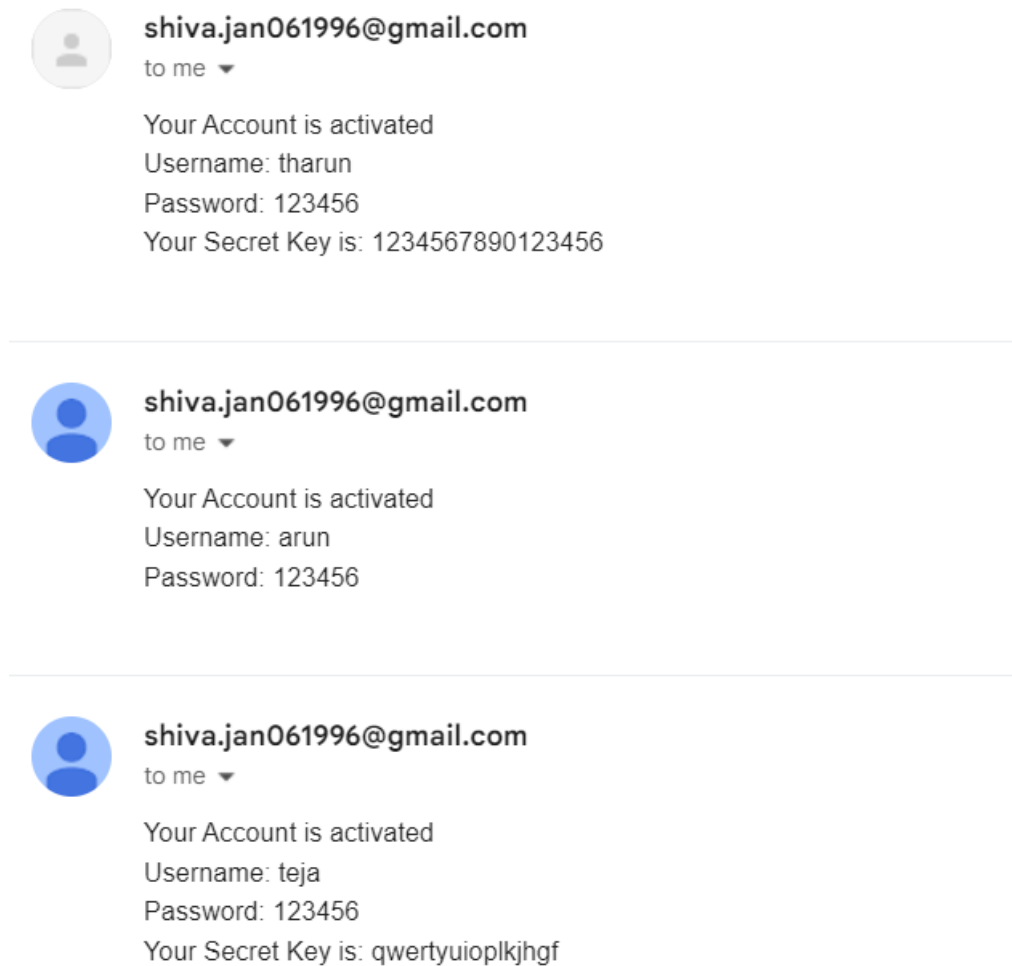 shiva.jan061996@gmail.com
to me
Your Account is activated
Username: tharun
Password: 123456
Your Secret Key is: 1234567890123456
shiva.jan061996@gmail.com
to me
Your Account is activated
Username: arun
Password: 123456
shiva.jan061996@gmail.com
to me
Your Account is activated
Username: teja
Password: 123456
Your Secret Key is: qwertyuioplkjhgf